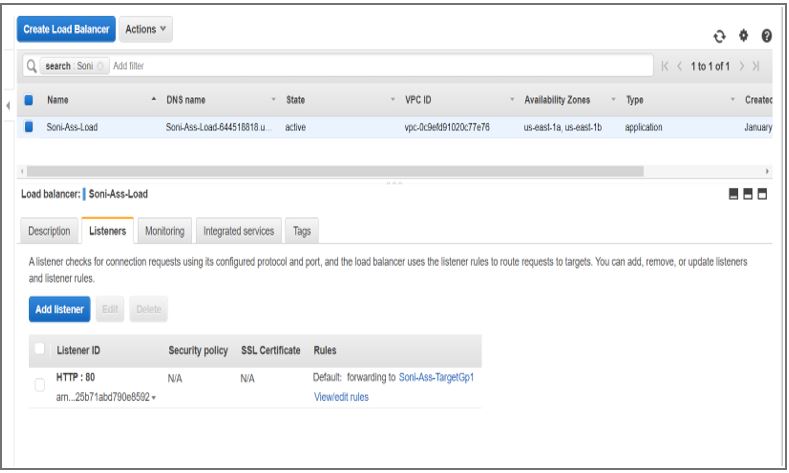 Create Load Balancer Actions
search : Soni Add filter
1 to 1 of 1
Name DNS name State VPC ID Availability Zones Type Created
Soni-Ass-Load Soni-Ass-Load-644518818.u... active vpc-0c9efd91020c77e76 us-east-1a, us-east-1b application January
Load balancer: Soni-Ass-Load
Description Listeners Monitoring Integrated services Tags
A listener checks for connection requests using its configured protocol and port, and the load balancer uses the listener rules to route requests to targets. You can add, remove, or update listeners
and listener rules.
Add listener Edit Delete
Listener ID Security policy SSL Certificate Rules
HTTP : 80 N/A N/A Default: forwarding to Soni-Ass-TargetGp1
arn...25b71abd790e8592 View/edit rules